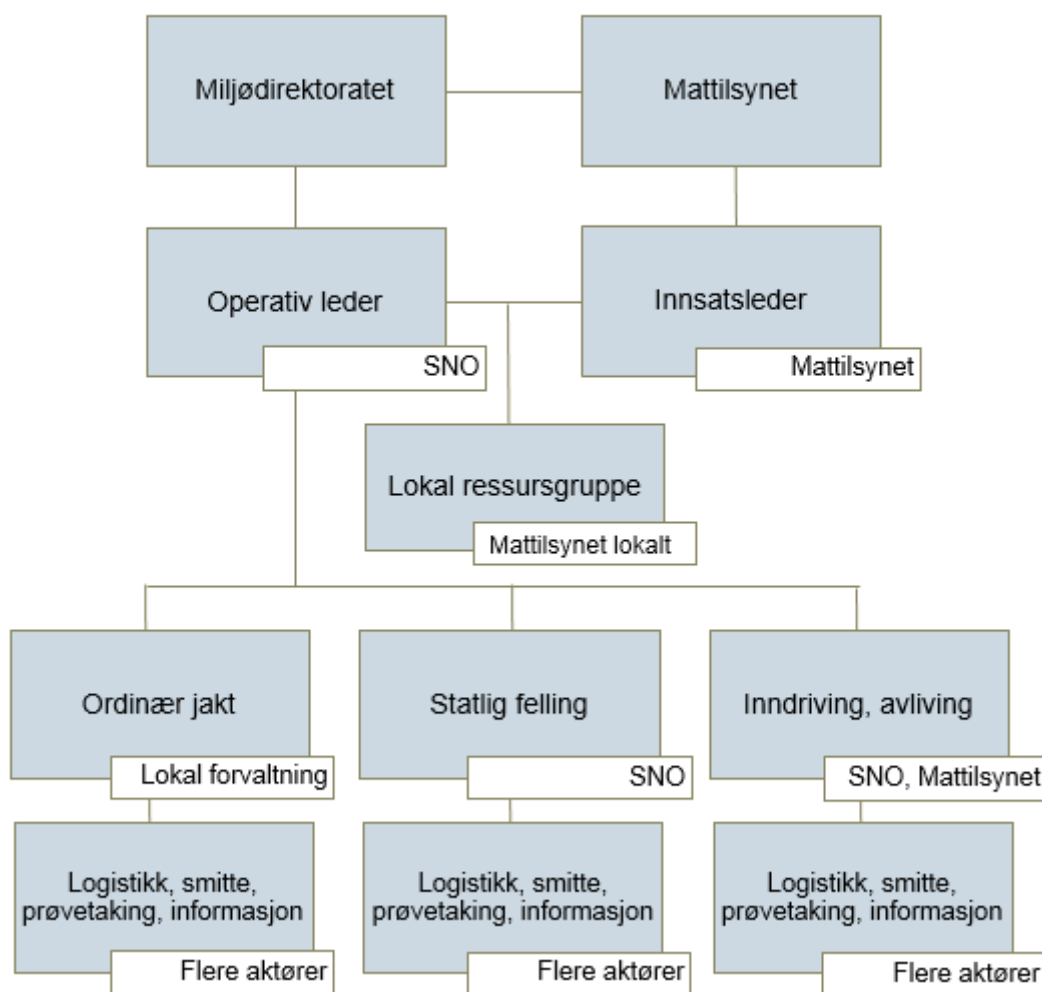 Miljødirektoratet
Mattilsynet
Operativ leder
SNO
Innsatsleder
Mattilsynet
Lokal ressursgruppe
Mattilsynet lokalt
Ordinær jakt
Lokal forvaltning
Statlig felling
SNO
Inndriving, avliving
SNO, Mattilsynet
Logistikk, smitte,
prøvetaking, informasjon
Flere aktører
Logistikk, smitte,
prøvetaking, informasjon
Flere aktører
Logistikk, smitte,
prøvetaking, informasjon
Flere aktører